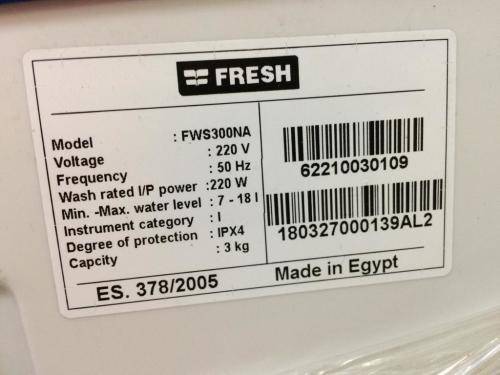 FRESH
Model : FWS300NA
Voltage : 220 V
Frequency : 50 Hz
Wash rated I/P power :220 W
Min. -Max. water level : 7 - 18 l
Instrument category : I
Degree of protection : IPX4
Capcity : 3 kg
62210030109
180327000139AL2
ES. 378/2005
Made in Egypt